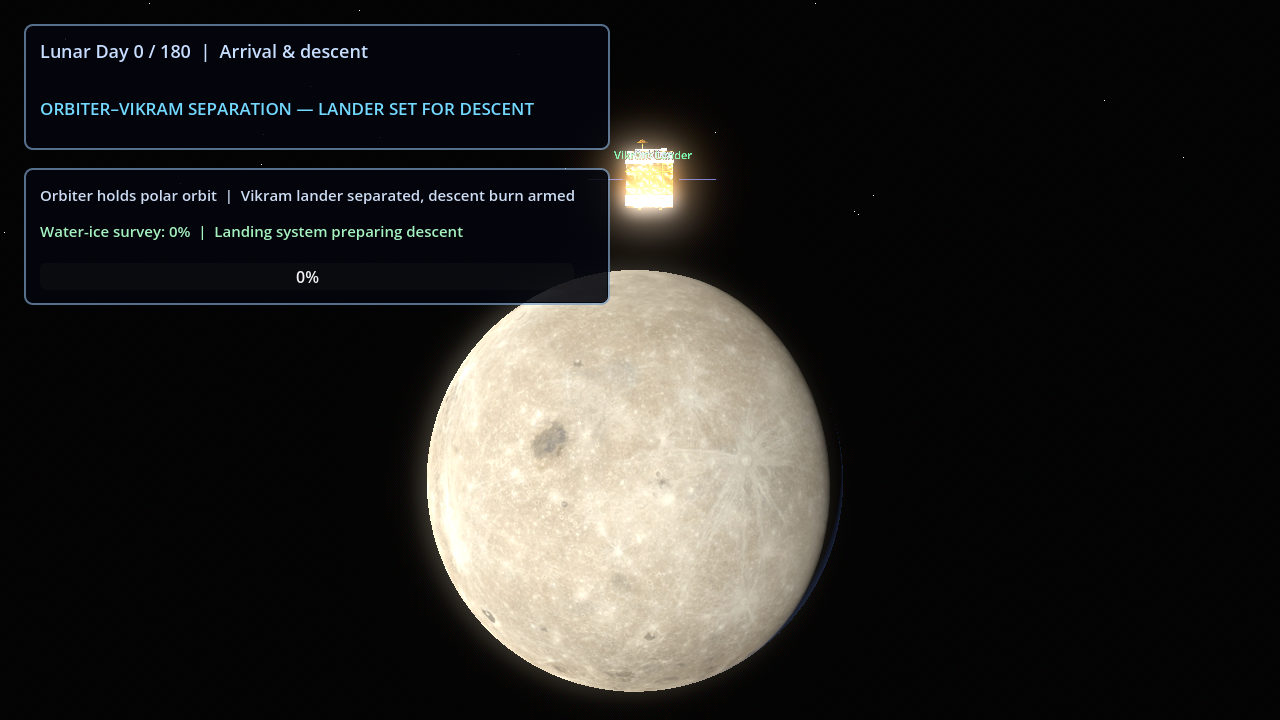 Lunar Day 0 / 180 | Arrival & descent
ORBITER–VIKRAM SEPARATION — LANDER SET FOR DESCENT
Orbiter holds polar orbit | Vikram lander separated, descent burn armed
Water-ice survey: 0% | Landing system preparing descent
0%